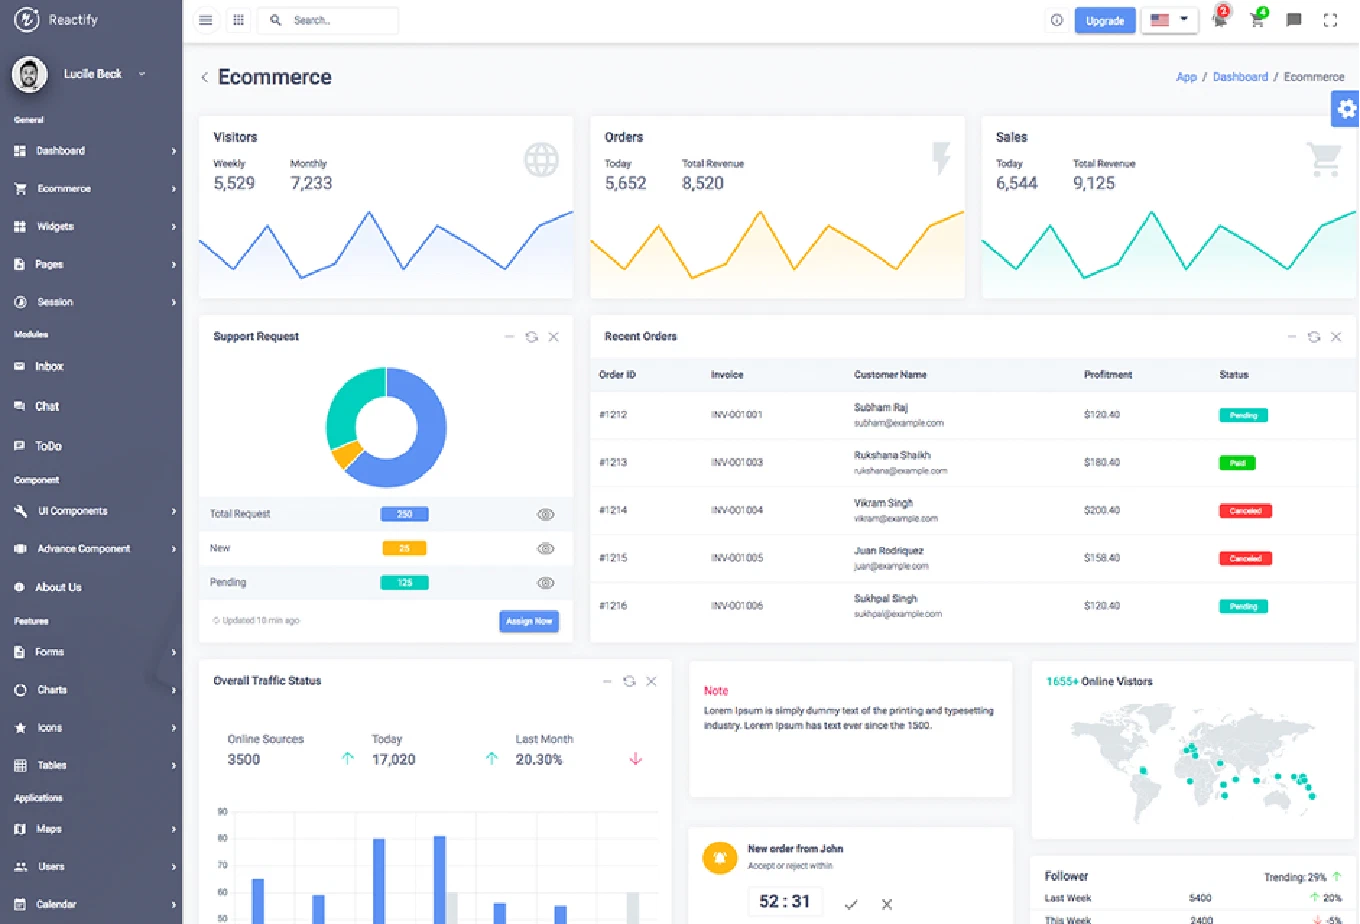 Reactify
Search..
Upgrade
2
4
Lucile Beck
General
Dashboard
Ecommerce
Widgets
Pages
Session
Modules
Inbox
Chat
ToDo
Component
UI Components
Advance Component
About Us
Features
Forms
Charts
Icons
Tables
Applications
Maps
Users
Calendar
Ecommerce
App / Dashboard / Ecommerce
Visitors
Weekly Monthly
5,529 7,233
Orders
Today Total Revenue
5,652 8,520
Sales
Today Total Revenue
6,544 9,125
Support Request
Total Request 250
New 25
Pending 125
Updated 10 min ago
Assign Now
Recent Orders
Order ID Invoice Customer Name Profitment Status
#1212 INV-001001 Subham Raj $120.40 Pending
subham@example.com
#1213 INV-001003 Rukshana Shaikh $180.40 Paid
rukshana@example.com
#1214 INV-001004 Vikram Singh $200.40 Canceled
vikram@example.com
#1215 INV-001005 Juan Rodriquez $158.40 Canceled
juan@example.com
#1216 INV-001006 Sukhpal Singh $120.40 Pending
sukhpal@example.com
Overall Traffic Status
Online Sources Today Last Month
3500 17,020 20.30%
90
80
70
60
50
Note
Lorem Ipsum is simply dummy text of the printing and typesetting
industry. Lorem Ipsum has text ever since the 1500.
New order from John
Accept or reject within
52 : 31
1655+ Online Vistors
Follower Trending: 29%
Last Week 5400 20%
This Week 2400 -5%